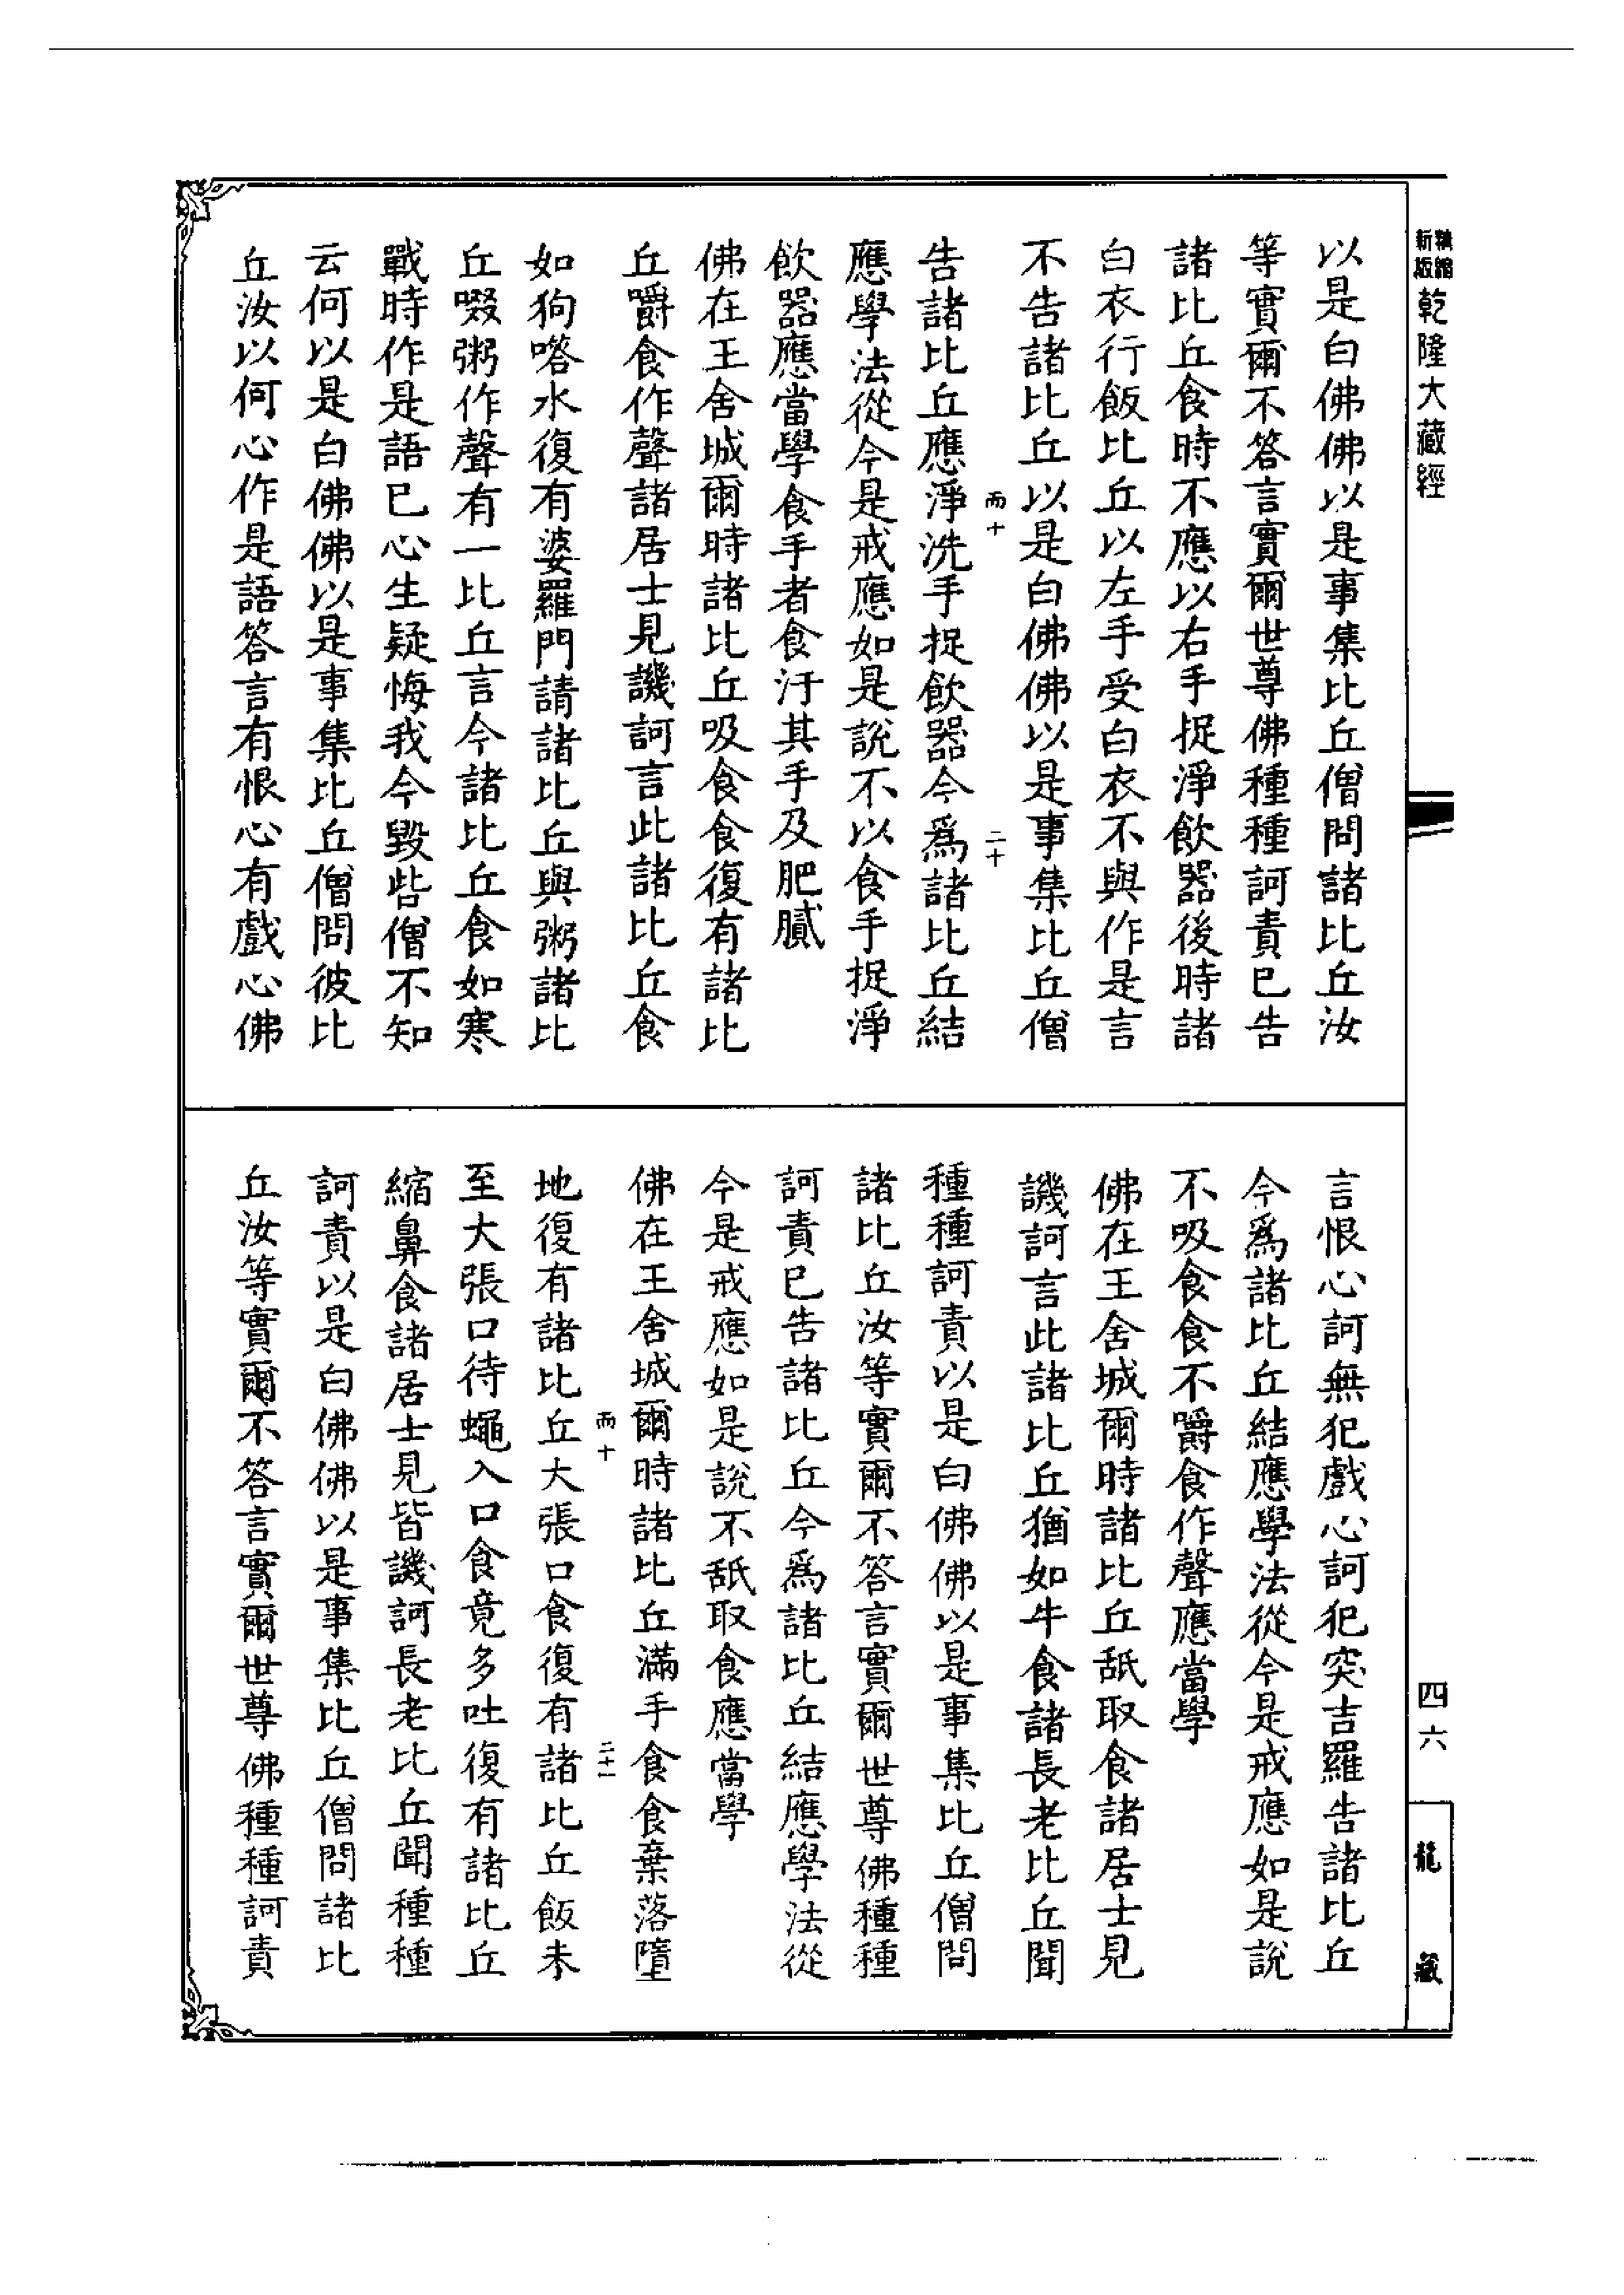 新版 精縮 乾隆大藏經
四六
龍藏
以是白佛佛以是事集比丘僧問諸比丘汝
等實爾不答言實爾世尊佛種種訶責已告
諸比丘食時不應以右手捉淨飲器後時諸
白衣行飯比丘以左手受白衣不與作是言
不告諸比丘以是白佛佛以是事集比丘僧
雨十 二十
告諸比丘應淨洗手捉飲器今爲諸比丘結
應學法從今是戒應如是說不以食手捉淨
飲器應當學食手者食汙其手及肥膩
佛在王舍城爾時諸比丘吸食食復有諸比
丘嚼食作聲諸居士見譏訶言此諸比丘食
如狗㗳水復有婆羅門請諸比丘與粥諸比
丘啜粥作聲有一比丘言今諸比丘食如寒
戰時作是語已心生疑悔我今毀呰僧不知
云何以是白佛佛以是事集比丘僧問彼比
丘汝以何心作是語答言有恨心有戲心佛
言恨心訶無犯戲心訶犯突吉羅告諸比丘
今爲諸比丘結應學法從今是戒應如是說
不吸食食不嚼食作聲應當學
佛在王舍城爾時諸比丘舐取食諸居士見
譏訶言此諸比丘猶如牛食諸長老比丘聞
種種訶責以是白佛佛以是事集比丘僧問
諸比丘汝等實爾不答言實爾世尊佛種種
訶責已告諸比丘今爲諸比丘結應學法從
今是戒應如是說不舐取食應當學
佛在王舍城爾時諸比丘滿手食食棄落墮
雨十 二十一
地復有諸比丘大張口食復有諸比丘飯未
至大張口待蠅入口食竟多吐復有諸比丘
縮鼻食諸居士見皆譏訶長老比丘聞種種
訶責以是白佛佛以是事集比丘僧問諸比
丘汝等實爾不答言實爾世尊佛種種訶責